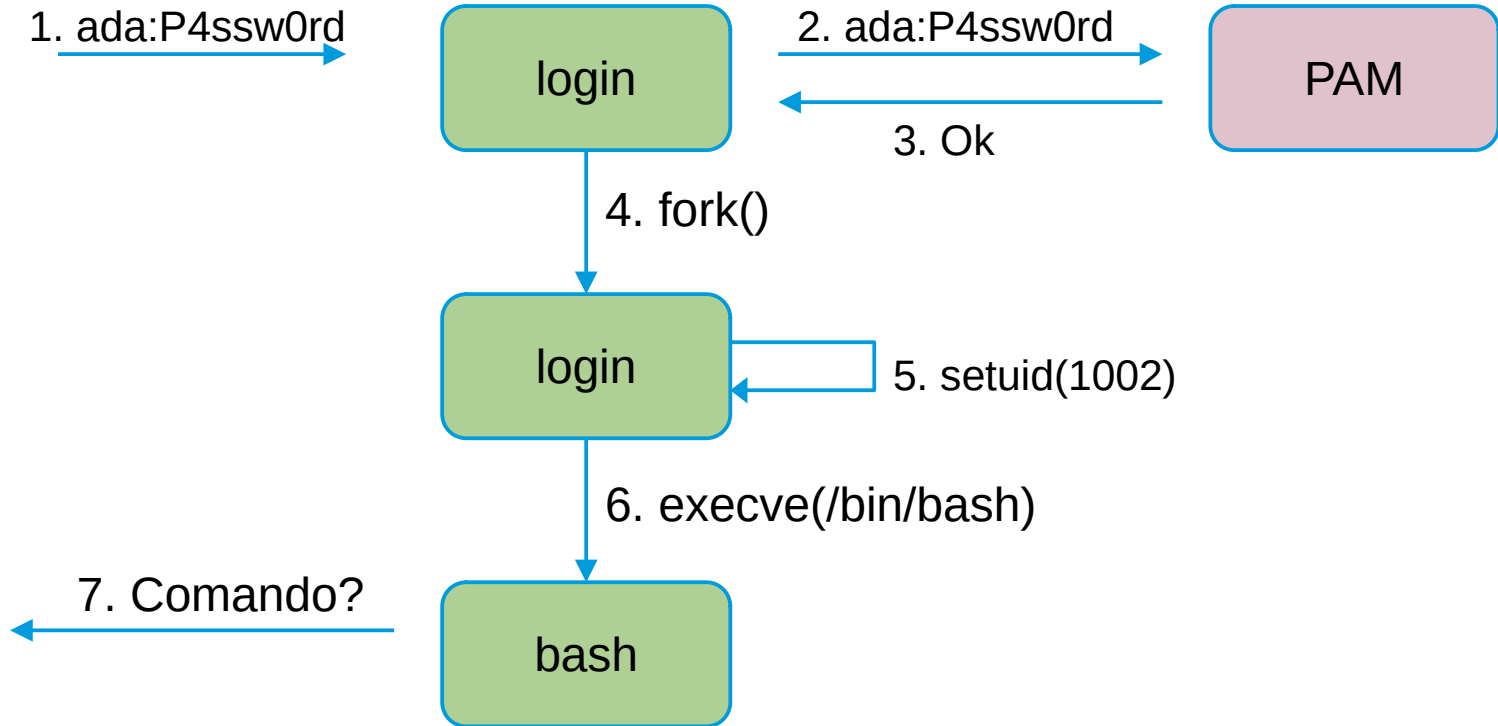 1. ada:P4ssw0rd
2. ada:P4ssw0rd
login
PAM
3. Ok
4. fork()
login
5. setuid(1002)
6. execve(/bin/bash)
7. Comando?
bash